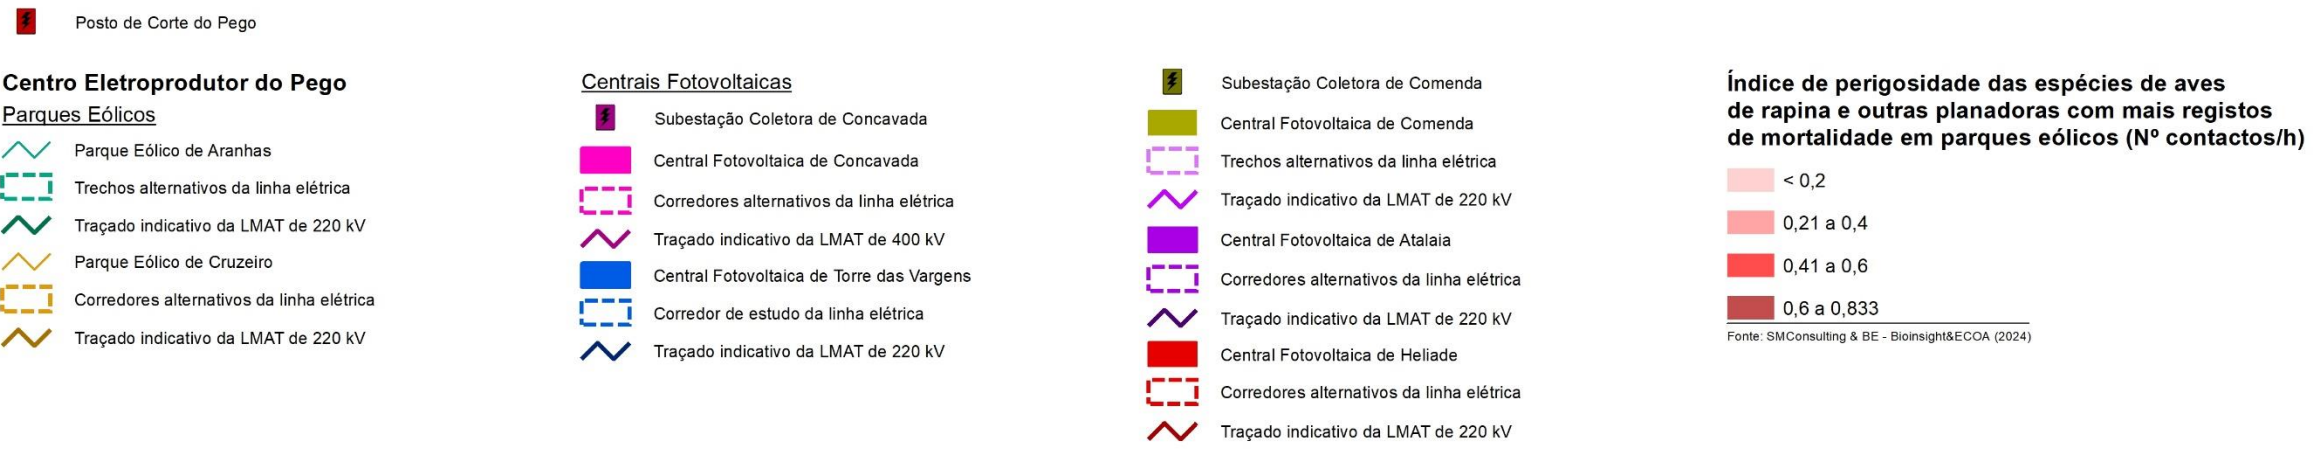 Posto de Corte do Pego
Centro Eletroprodutor do Pego
Parques Eólicos
Parque Eólico de Aranhas
Trechos alternativos da linha elétrica
Traçado indicativo da LMAT de 220 kV
Parque Eólico de Cruzeiro
Corredores alternativos da linha elétrica
Traçado indicativo da LMAT de 220 kV
Centrais Fotovoltaicas
Subestação Coletora de Concavada
Central Fotovoltaica de Concavada
Corredores alternativos da linha elétrica
Traçado indicativo da LMAT de 400 kV
Central Fotovoltaica de Torre das Vargens
Corredor de estudo da linha elétrica
Traçado indicativo da LMAT de 220 kV
Subestação Coletora de Comenda
Central Fotovoltaica de Comenda
Trechos alternativos da linha elétrica
Traçado indicativo da LMAT de 220 kV
Central Fotovoltaica de Atalaia
Corredores alternativos da linha elétrica
Traçado indicativo da LMAT de 220 kV
Central Fotovoltaica de Heliade
Corredores alternativos da linha elétrica
Traçado indicativo da LMAT de 220 kV
Índice de perigosidade das espécies de aves
de rapina e outras planadoras com mais registos
de mortalidade em parques eólicos (Nº contactos/h)
< 0,2
0,21 a 0,4
0,41 a 0,6
0,6 a 0,833
Fonte: SMConsulting & BE - Bioinsight&ECOA (2024)